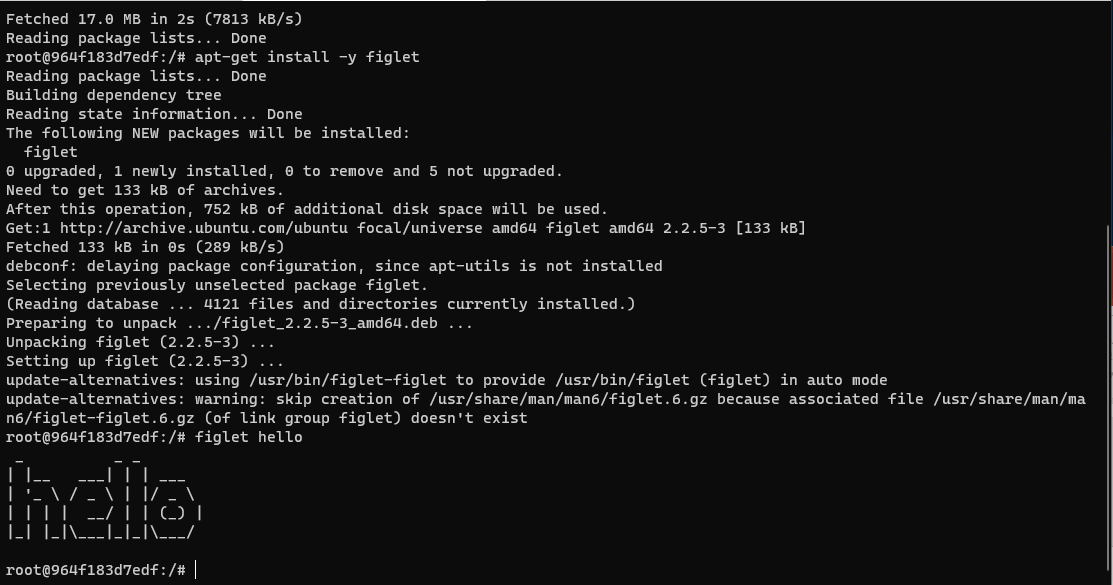 Fetched 17.0 MB in 2s (7813 kB/s)
Reading package lists... Done
root@964f183d7edf:/# apt-get install -y figlet
Reading package lists... Done
Building dependency tree
Reading state information... Done
The following NEW packages will be installed:
  figlet
0 upgraded, 1 newly installed, 0 to remove and 5 not upgraded.
Need to get 133 kB of archives.
After this operation, 752 kB of additional disk space will be used.
Get:1 http://archive.ubuntu.com/ubuntu focal/universe amd64 figlet amd64 2.2.5-3 [133 kB]
Fetched 133 kB in 0s (289 kB/s)
debconf: delaying package configuration, since apt-utils is not installed
Selecting previously unselected package figlet.
(Reading database ... 4121 files and directories currently installed.)
Preparing to unpack .../figlet_2.2.5-3_amd64.deb ...
Unpacking figlet (2.2.5-3) ...
Setting up figlet (2.2.5-3) ...
update-alternatives: using /usr/bin/figlet-figlet to provide /usr/bin/figlet (figlet) in auto mode
update-alternatives: warning: skip creation of /usr/share/man/man6/figlet.6.gz because associated file /usr/share/man/ma
n6/figlet-figlet.6.gz (of link group figlet) doesn't exist
root@964f183d7edf:/# figlet hello
hello
root@964f183d7edf:/#